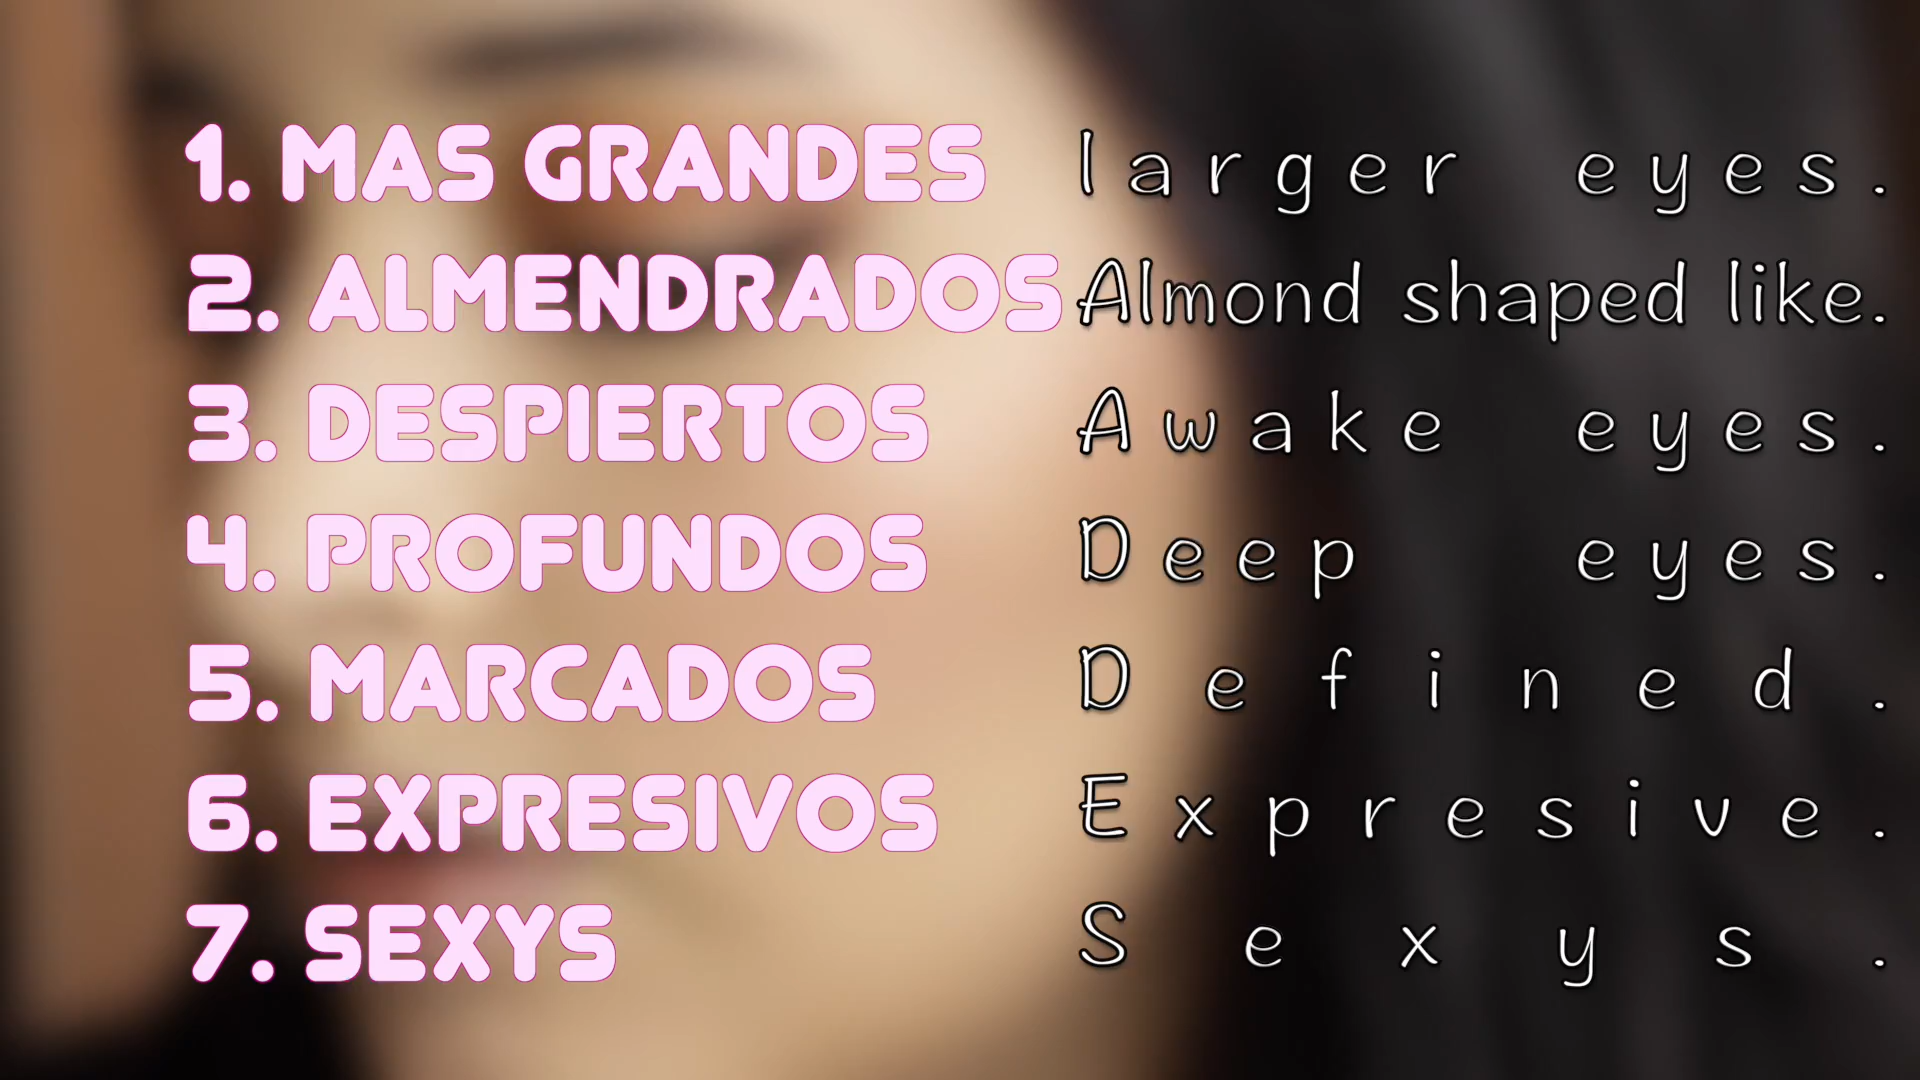 1. MAS GRANDES larger eyes.
2. ALMENDRADOS Almond shaped like.
3. DESPIERTOS Awake eyes.
4. PROFUNDOS Deep eyes.
5. MARCADOS Defined.
6. EXPRESIVOS Expresive.
7. SEXYS Sexys.